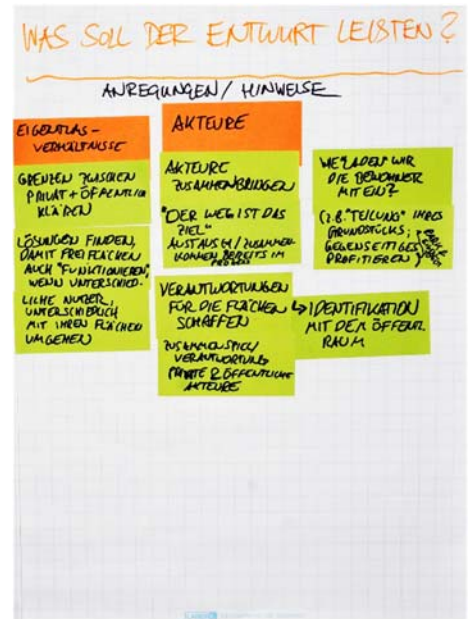 WAS SOLL DER ENTWURF LEISTEN?
ANREGUNGEN / HINWEISE
EIGENTUMS-
VERHÄLTNISSE
GRENZEN ZWISCHEN
PRIVAT + ÖFFENTLICH
KLÄREN
LÖSUNGEN FINDEN,
DAMIT FREIFLÄCHEN
AUCH "FUNKTIONIEREN",
WENN UNTERSCHIED-
LICHE NUTZER,
UNTERSCHIEDLICH
MIT IHREN FLÄCHEN
UMGEHEN
AKTEURE
AKTEURE
ZUSAMMENBRINGEN
"DER WEG IST DAS
ZIEL"
AUSTAUSCH / ZUSAMMEN-
KOMMEN BEREITS IM
PROZESS
VERANTWORTUNGEN
FÜR DIE FLÄCHEN
SCHAFFEN
ZUSAMMENSPIEL/
VERANTWORTUNG
PRIVATE & ÖFFENTLICHE
AKTEURE
WIE LADEN WIR
DIE BEWOHNER
MIT EIN?
(z.B. "TEILUNG" IHRES
GRUNDSTÜCKS;
GEGENSEITIGES
PROFITIEREN)
↳ IDENTIFIKATION
MIT DEM ÖFFENTL.
RAUM